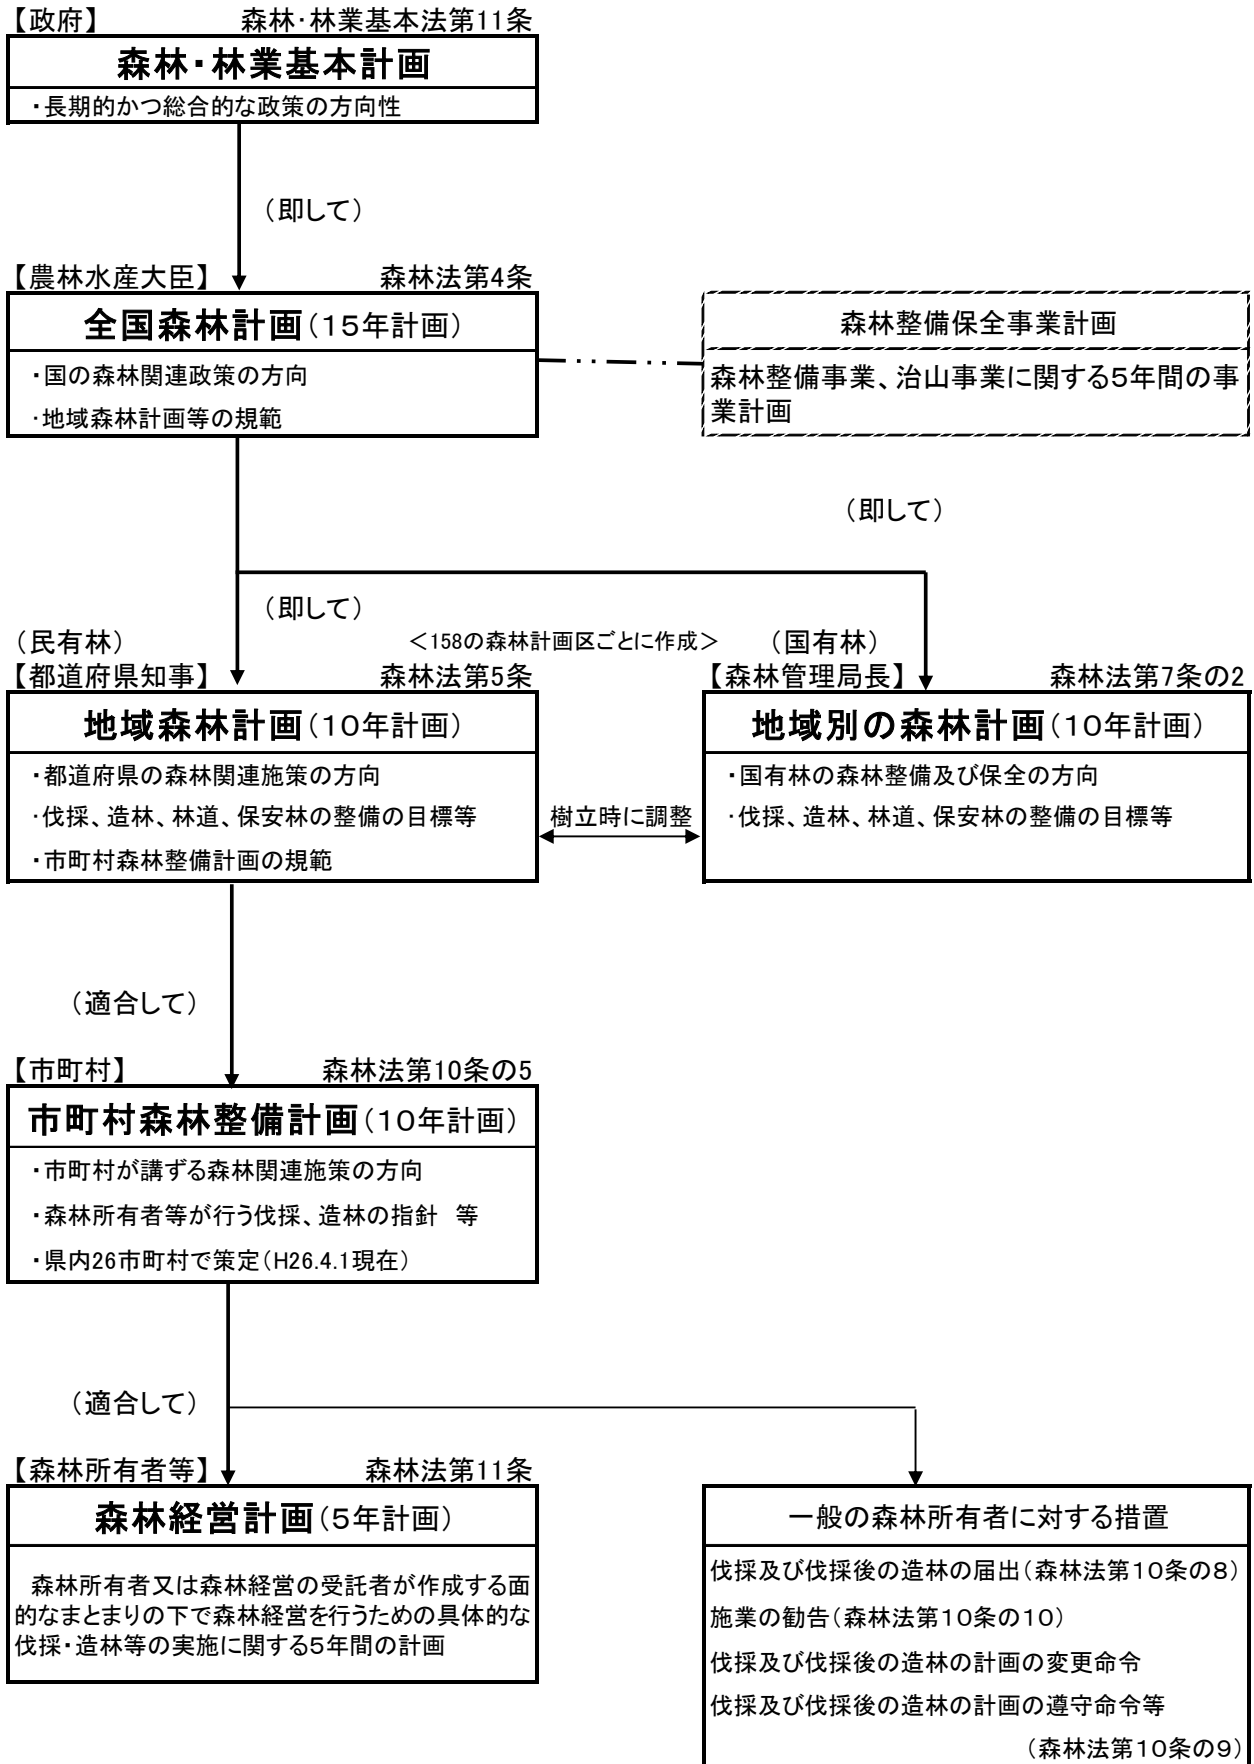 【政府】 森林・林業基本法第11条
森林・林業基本計画
・長期的かつ総合的な政策の方向性
（即して）
【農林水産大臣】 森林法第4条
全国森林計画（15年計画）
・国の森林関連政策の方向
・地域森林計画等の規範
森林整備保全事業計画
森林整備事業、治山事業に関する5年間の事
業計画
（即して）
（即して）
（民有林） ＜158の森林計画区ごとに作成＞ （国有林）
【都道府県知事】 森林法第5条
地域森林計画（10年計画）
・都道府県の森林関連施策の方向
・伐採、造林、林道、保安林の整備の目標等
・市町村森林整備計画の規範
樹立時に調整
【森林管理局長】 森林法第7条の2
地域別の森林計画（10年計画）
・国有林の森林整備及び保全の方向
・伐採、造林、林道、保安林の整備の目標等
（適合して）
【市町村】 森林法第10条の5
市町村森林整備計画（10年計画）
・市町村が講ずる森林関連施策の方向
・森林所有者等が行う伐採、造林の指針　等
・県内26市町村で策定（H26.4.1現在）
（適合して）
【森林所有者等】 森林法第11条
森林経営計画（5年計画）
　森林所有者又は森林経営の受託者が作成する面
的なまとまりの下で森林経営を行うための具体的な
伐採・造林等の実施に関する5年間の計画
一般の森林所有者に対する措置
伐採及び伐採後の造林の届出（森林法第10条の8）
施業の勧告（森林法第10条の10）
伐採及び伐採後の造林の計画の変更命令
伐採及び伐採後の造林の計画の遵守命令等
（森林法第10条の9）